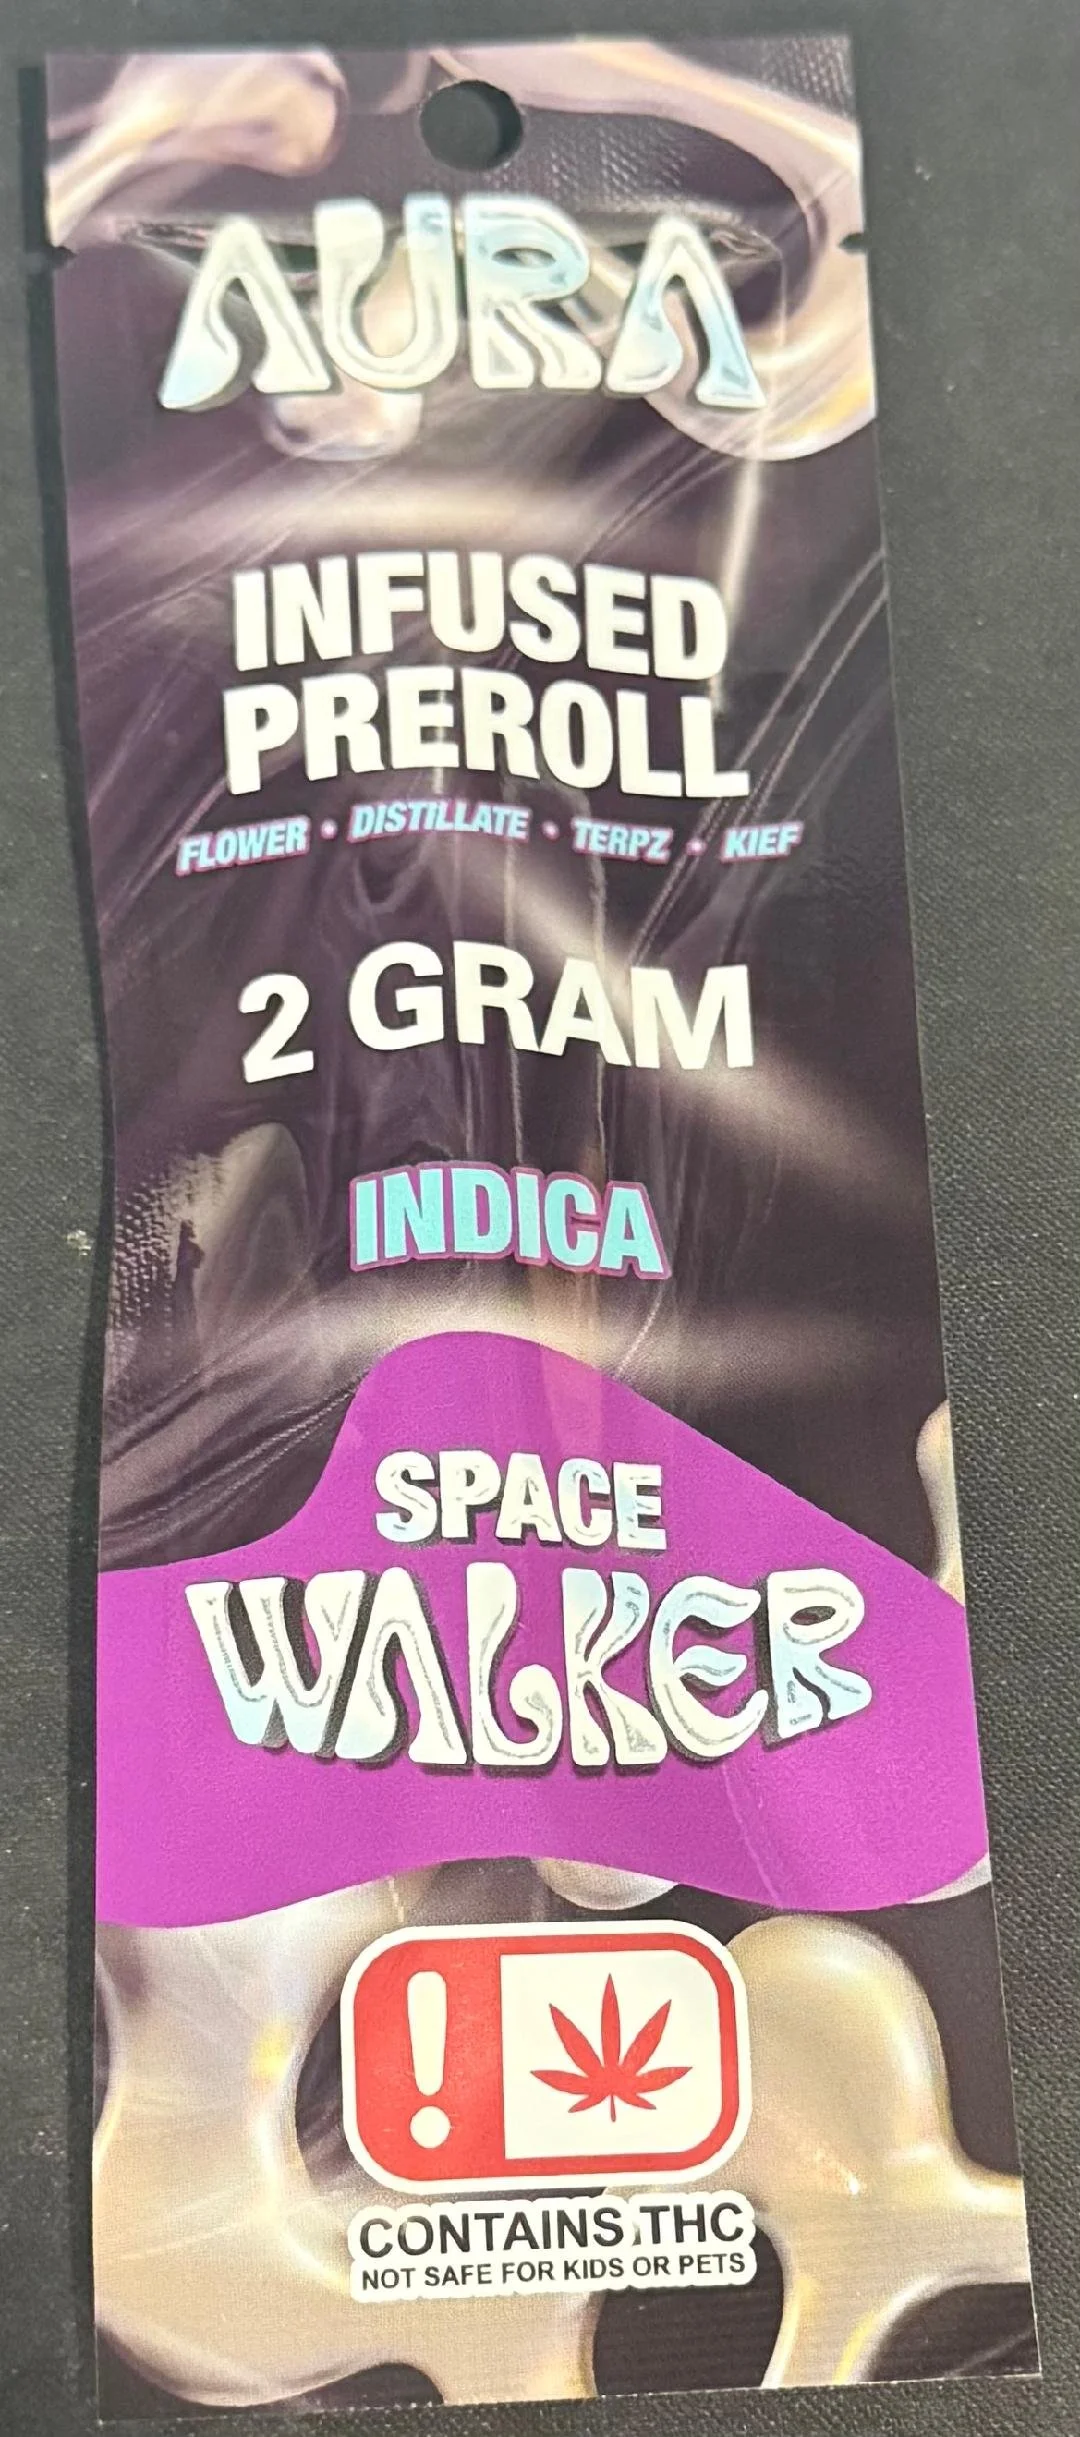 AURA
INFUSED
PREROLL
FLOWER • DISTILLATE • TERPZ • KIEF
2 GRAM
INDICA
SPACE
WALKER
!
CONTAINS THC
NOT SAFE FOR KIDS OR PETS